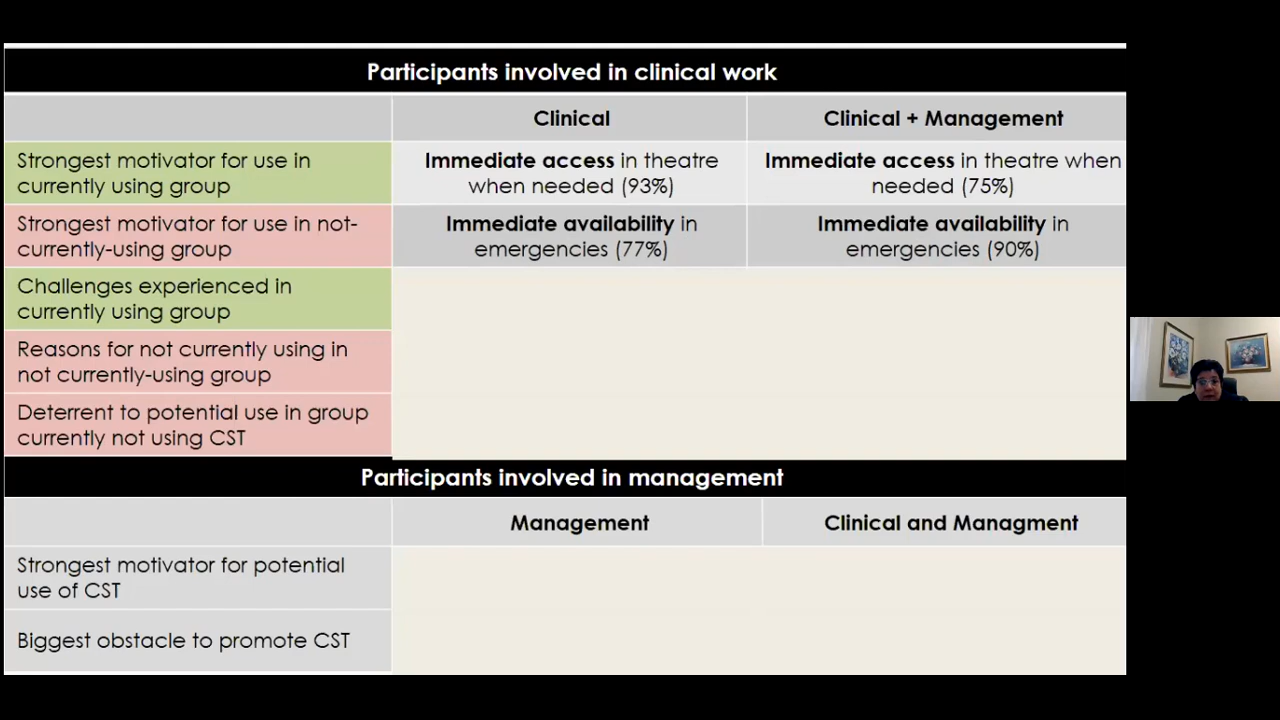 Participants involved in clinical work
Clinical
Clinical + Management
Strongest motivator for use in
currently using group
Immediate access in theatre
when needed (93%)
Immediate access in theatre when
needed (75%)
Strongest motivator for use in not-
currently-using group
Immediate availability in
emergencies (77%)
Immediate availability in
emergencies (90%)
Challenges experienced in
currently using group
Reasons for not currently using in
not currently-using group
Deterrent to potential use in group
currently not using CST
Participants involved in management
Management
Clinical and Managment
Strongest motivator for potential
use of CST
Biggest obstacle to promote CST